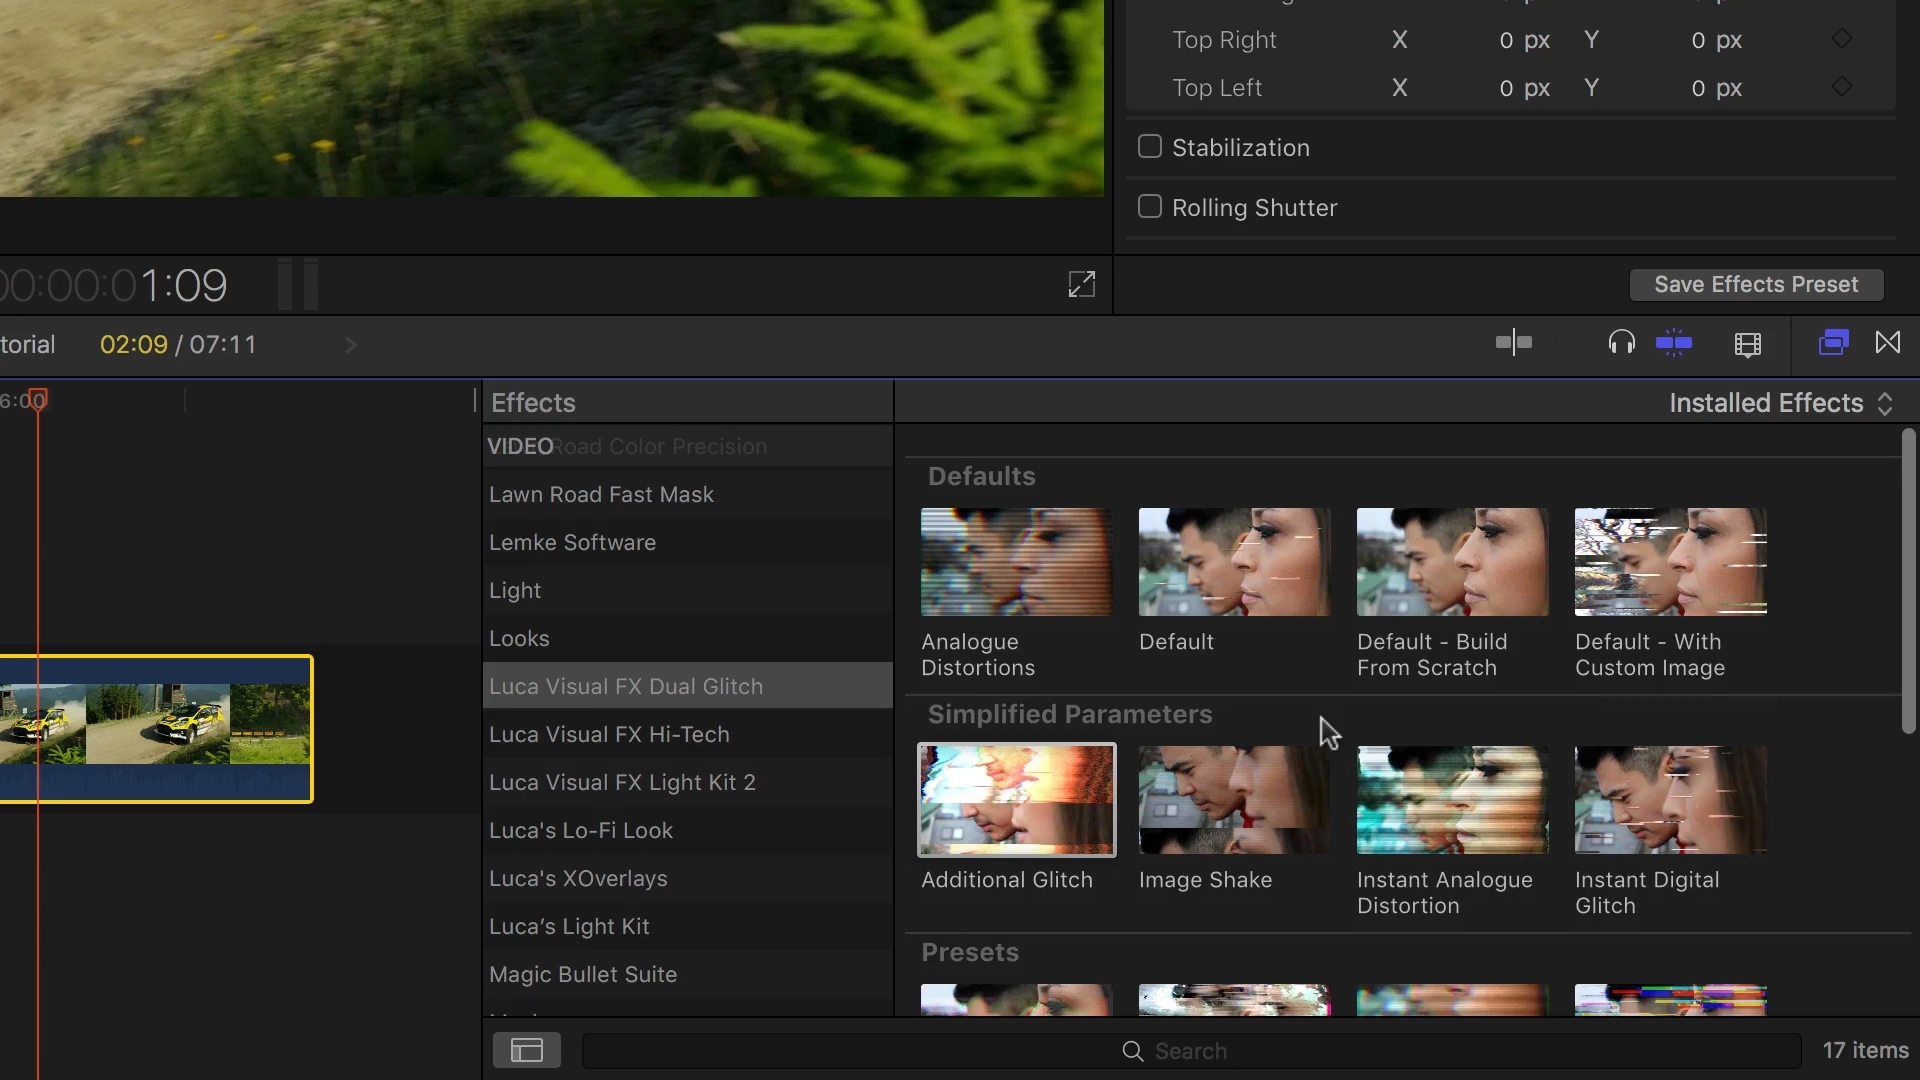 Top Right X 0 px Y 0 px
Top Left X 0 px Y 0 px
Stabilization
Rolling Shutter
00:00:01:09
Save Effects Preset
torial 02:09 / 07:11
6:00
Effects
Installed Effects
VIDEO Road Color Precision
Lawn Road Fast Mask
Lemke Software
Light
Looks
Luca Visual FX Dual Glitch
Luca Visual FX Hi-Tech
Luca Visual FX Light Kit 2
Luca's Lo-Fi Look
Luca's XOverlays
Luca’s Light Kit
Magic Bullet Suite
Defaults
Analogue
Distortions
Default
Default - Build
From Scratch
Default - With
Custom Image
Simplified Parameters
Additional Glitch
Image Shake
Instant Analogue
Distortion
Instant Digital
Glitch
Presets
Search
17 items